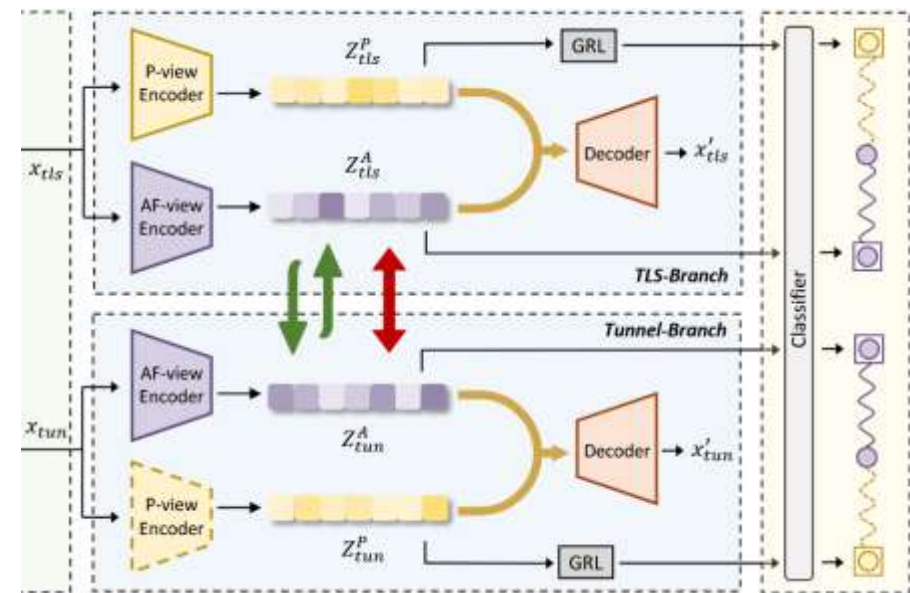 x_tls
P-view
Encoder
Z^P_tls
GRL
AF-view
Encoder
Z^A_tls
Decoder
x'_tls
TLS-Branch
Classifier
Tunnel-Branch
x_tun
AF-view
Encoder
Z^A_tun
Decoder
x'_tun
P-view
Encoder
Z^P_tun
GRL